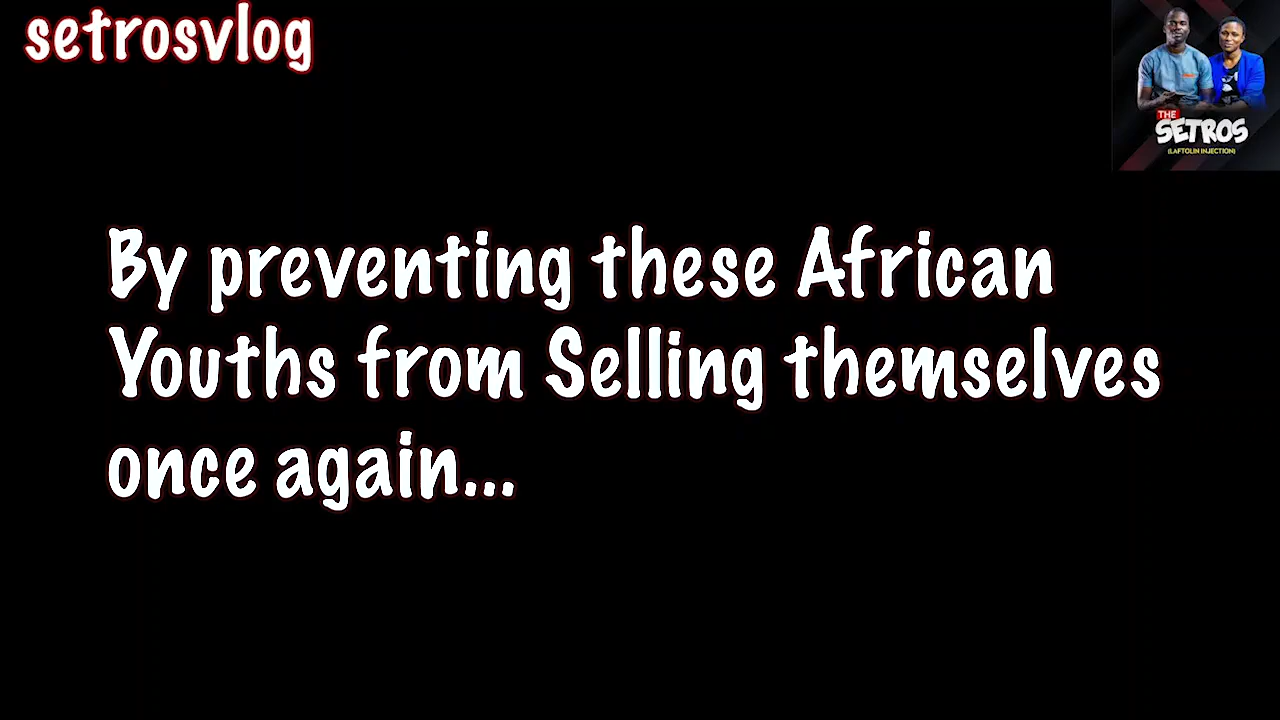 setrosvlog
THE
SETROS
(LAFTOLIN INJECTION)
By preventing these African
Youths from Selling themselves
once again...